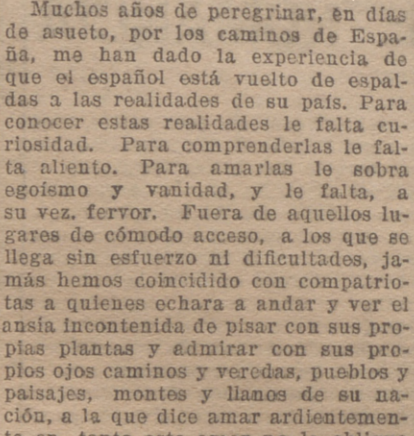 Muchos años de peregrinar, en días
de asueto, por los caminos de Espa-
ña, me han dado la experiencia de
que el español está vuelto de espal-
das a las realidades de su país. Para
conocer estas realidades le falta cu-
riosidad. Para comprenderlas le fal-
ta aliento. Para amarlas le sobra
egoísmo y vanidad, y le falta, a
su vez, fervor. Fuera de aquellos lu-
gares de cómodo acceso, a los que se
llega sin esfuerzo ni dificultades, ja-
más hemos coincidido con compatrio-
tas a quienes echara a andar y ver el
ansia incontenida de pisar con sus pro-
pias plantas y admirar con sus pro-
pios ojos caminos y veredas, pueblos y
paisajes, montes y llanos de su na-
ción, a la que dice amar ardientemen-